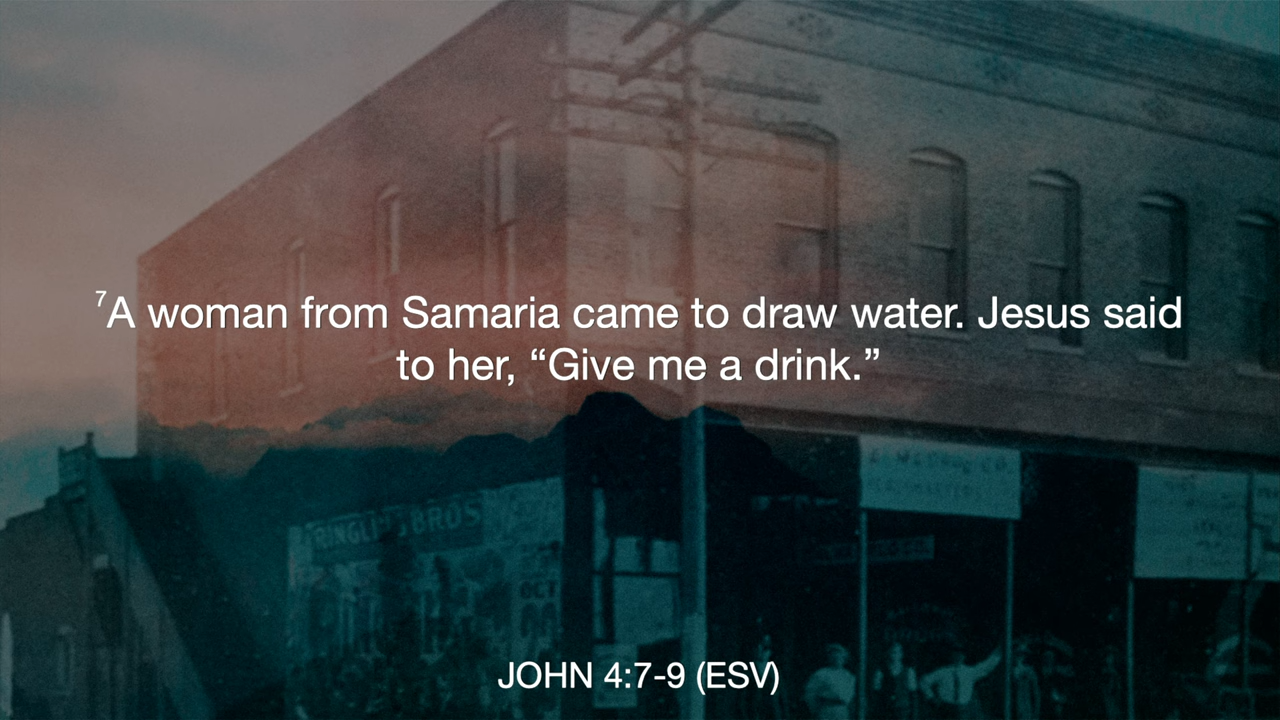 ⁷A woman from Samaria came to draw water. Jesus said
to her, “Give me a drink.”
RINGLING BROS
OCT
JOHN 4:7-9 (ESV)